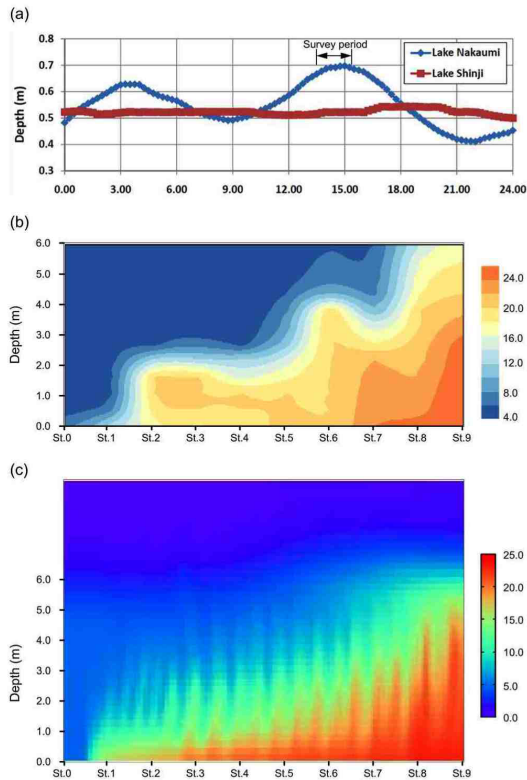 (a)
Survey period
Lake Nakaumi
Lake Shinji
Depth (m)
0.8
0.7
0.6
0.5
0.4
0.3
0.00 3.00 6.00 9.00 12.00 15.00 18.00 21.00 24.00
(b)
Depth (m)
6.0
5.0
4.0
3.0
2.0
1.0
0.0
St.0 St.1 St.2 St.3 St.4 St.5 St.6 St.7 St.8 St.9
24.0
20.0
16.0
12.0
8.0
4.0
(c)
Depth (m)
6.0
5.0
4.0
3.0
2.0
1.0
0.0
St.0 St.1 St.2 St.3 St.4 St.5 St.6 St.7 St.8 St.9
25.0
20.0
15.0
10.0
5.0
0.0